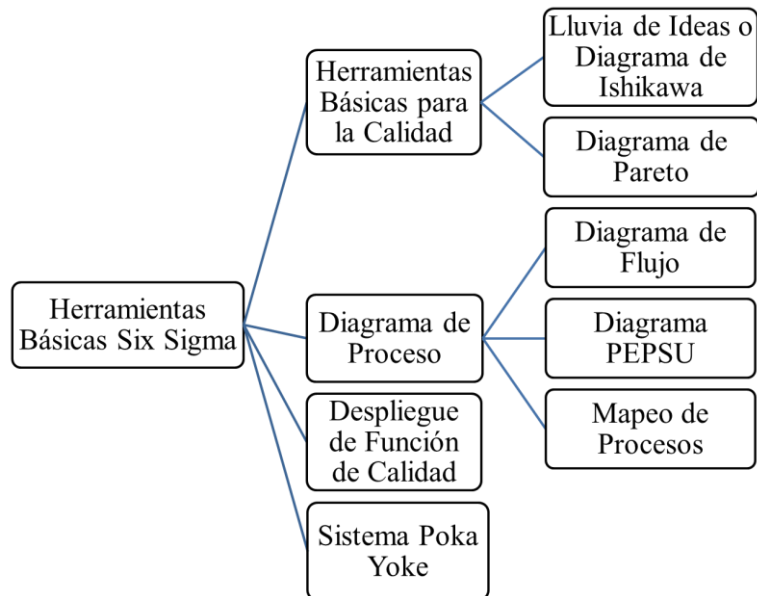 Herramientas
Básicas Six Sigma
Herramientas
Básicas para
la Calidad
Lluvia de Ideas o
Diagrama de
Ishikawa
Diagrama de
Pareto
Diagrama de
Proceso
Diagrama de
Flujo
Diagrama
PEPSU
Mapeo de
Procesos
Despliegue
de Función
de Calidad
Sistema Poka
Yoke